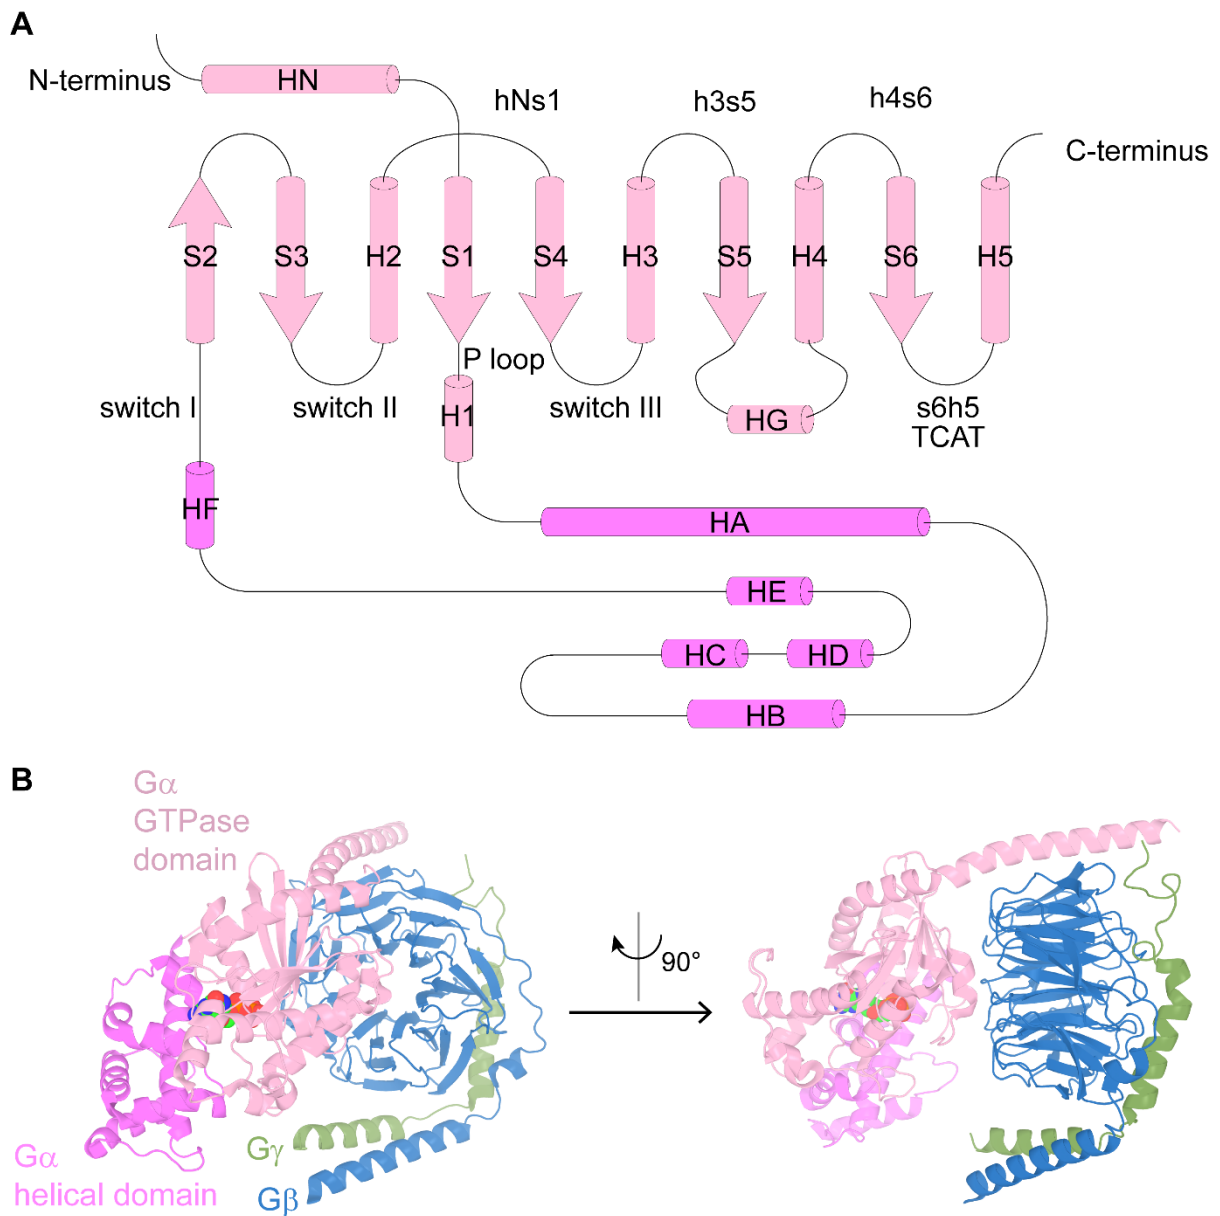 A
N-terminus
HN
hNs1
h3s5
h4s6
C-terminus
S2
S3
H2
S1
S4
H3
S5
H4
S6
H5
P loop
switch I
switch II
H1
switch III
HG
s6h5
TCAT
HF
HA
HE
HC
HD
HB
B
Gα
GTPase
domain
90°
Gα
helical domain
Gγ
Gβ